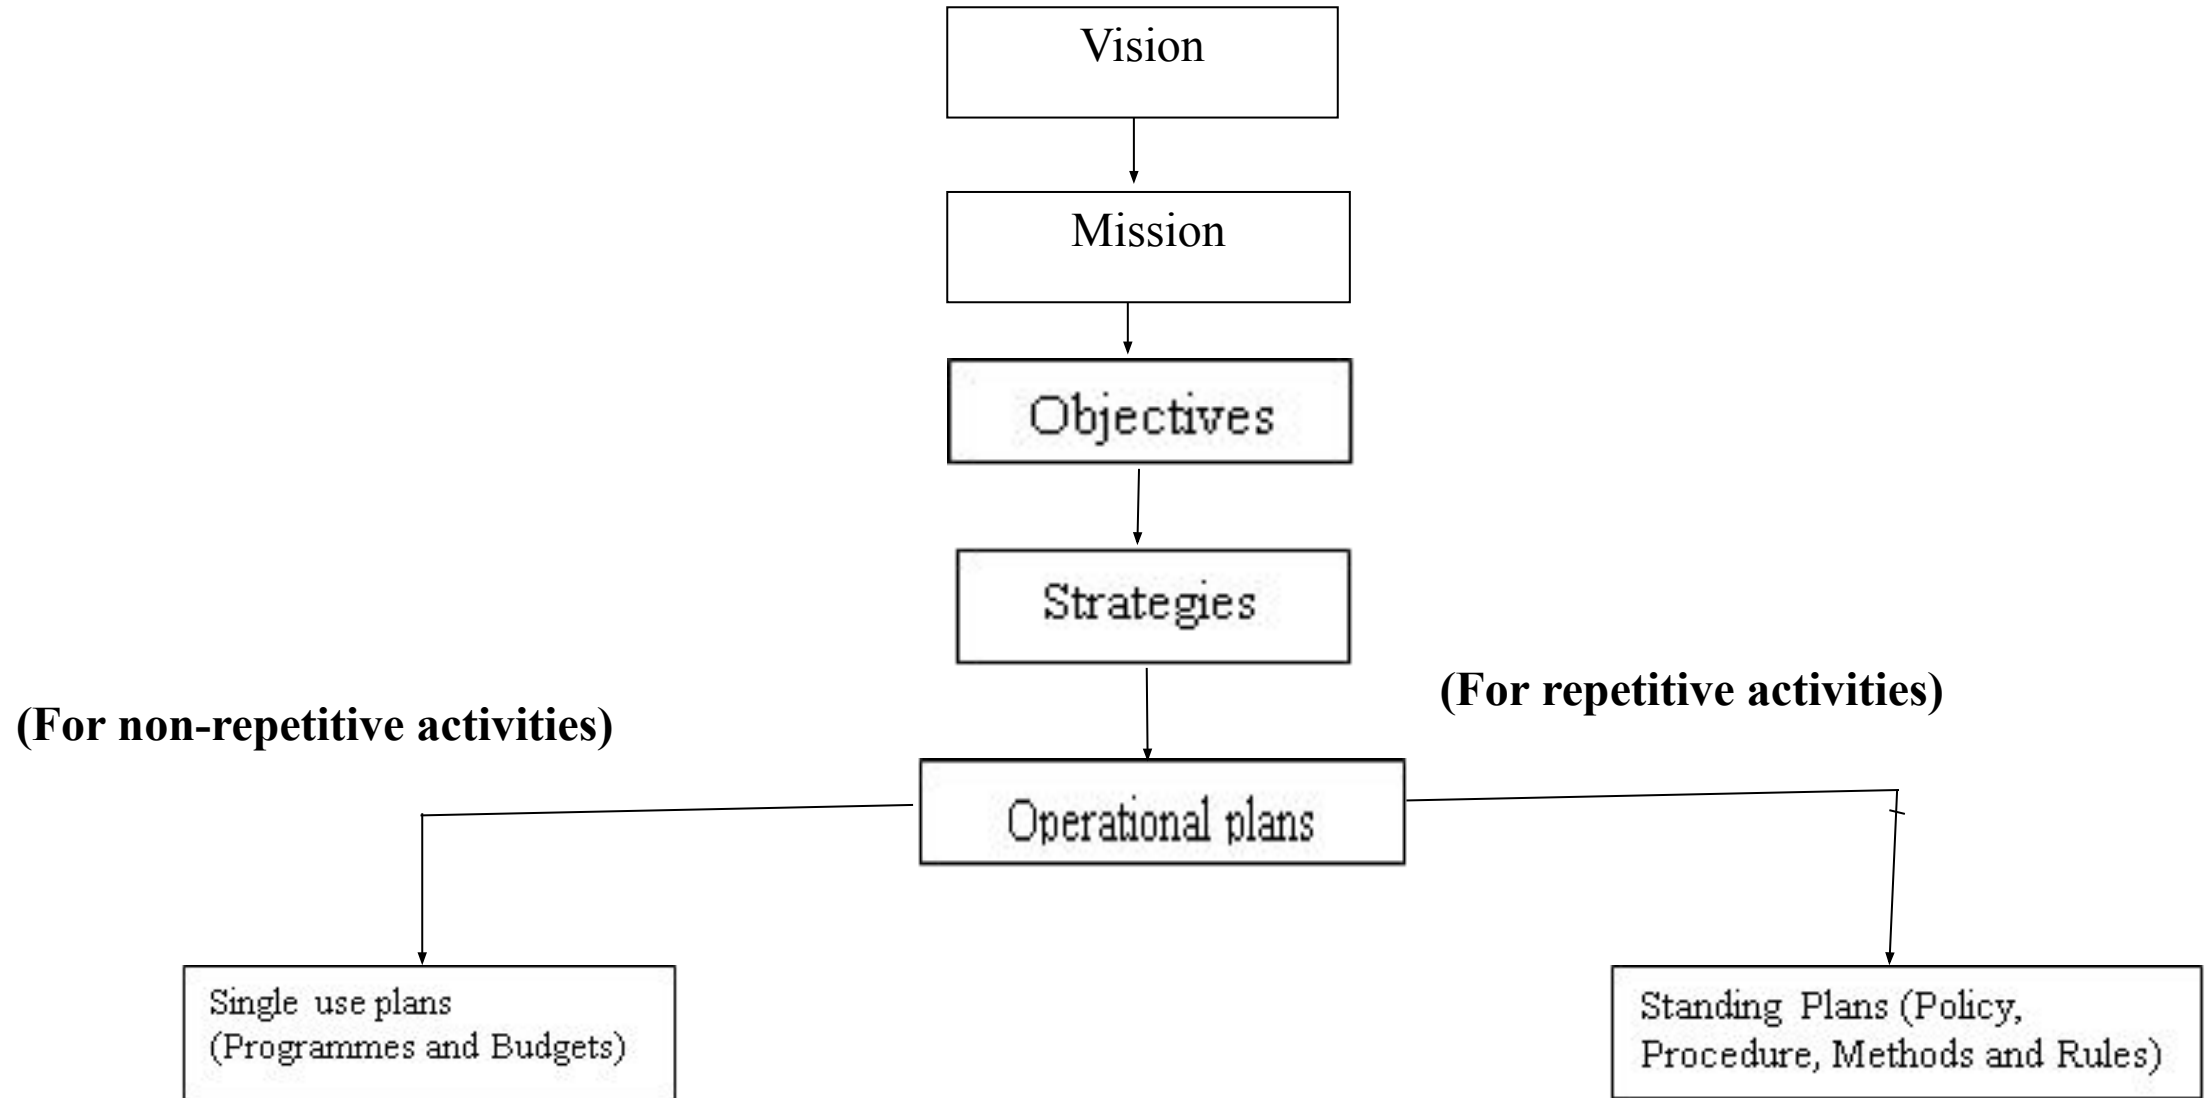 Vision
Mission
Objectives
Strategies
(For repetitive activities)
(For non-repetitive activities)
Operational plans
Single use plans
(Programmes and Budgets)
Standing Plans (Policy,
Procedure, Methods and Rules)